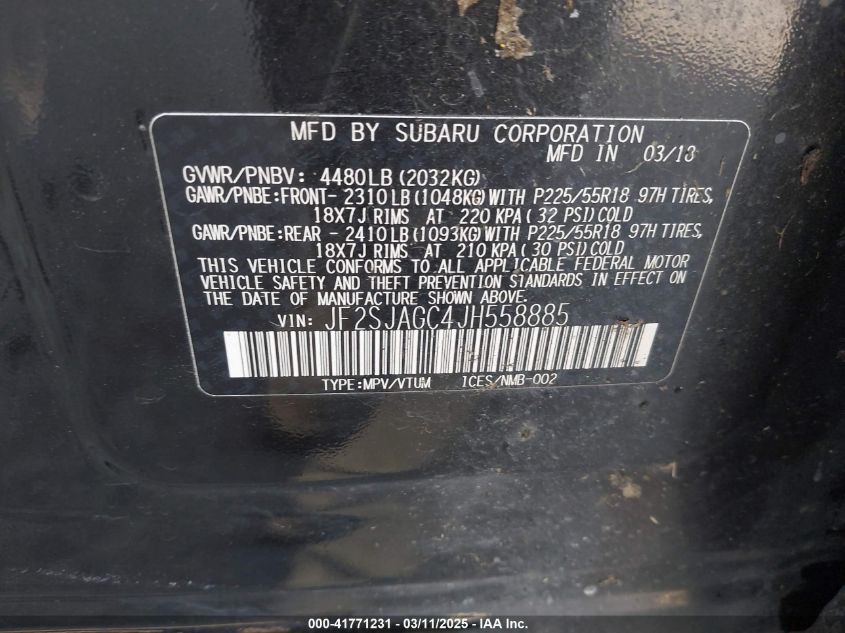 MFD BY SUBARU CORPORATION
MFD IN 03/18
GVWR/PNBV: 4480LB (2032KG)
GAWR/PNBE:FRONT- 2310LB (1048KG) WITH P225/55R18 97H TIRES,
18X7J RIMS AT 220 KPA ( 32 PSI) COLD
GAWR/PNBE:REAR - 2410LB (1093KG) WITH P225/55R18 97H TIRES,
18X7J RIMS AT 210 KPA ( 30 PSI) COLD
THIS VEHICLE CONFORMS TO ALL APPLICABLE FEDERAL MOTOR
VEHICLE SAFETY AND THEFT PREVENTION STANDARDS IN EFFECT ON
THE DATE OF MANUFACTURE SHOWN ABOVE.
VIN: JF2SJAGC4JH558885
TYPE:MPV/VTUM ICES/NMB-002
000-41771231 - 03/11/2025 - IAA Inc.